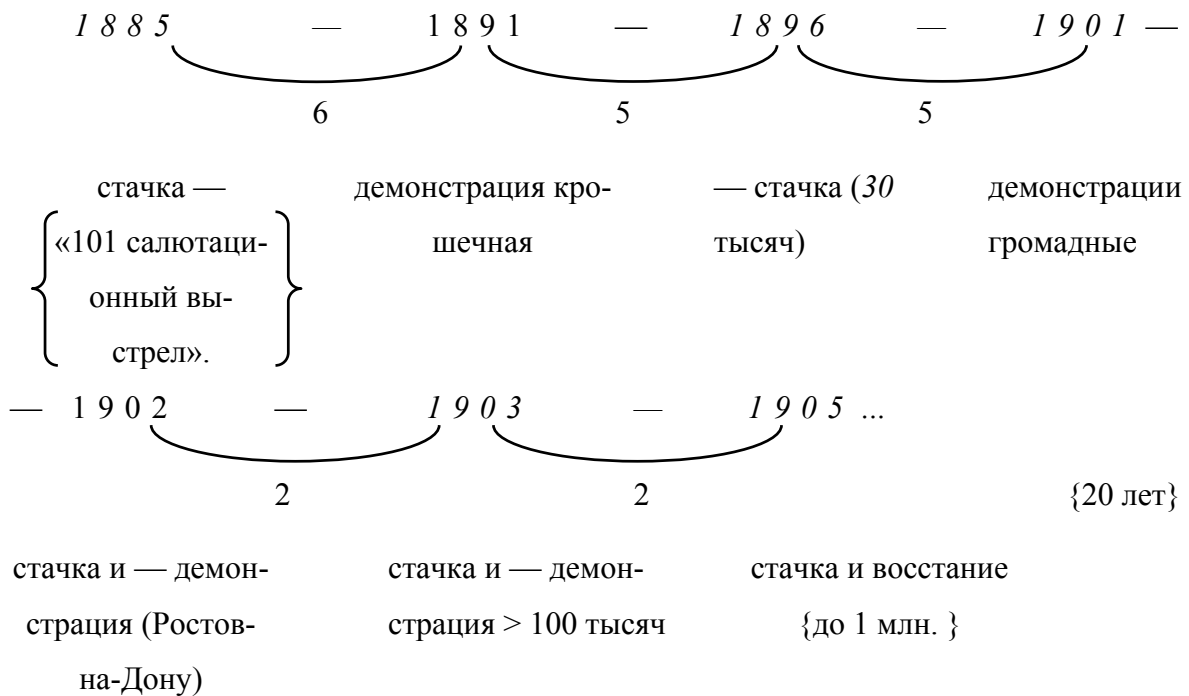 1885 — 1891 — 1896 — 1901 —
6 5 5
стачка — демонстрация кро- — стачка (30 демонстрации
«101 салютаци- шечная тысяч) громадные
онный вы-
стрел».
— 1902 — 1903 — 1905 ...
2 2 {20 лет}
стачка и — демон- стачка и — демон- стачка и восстание
страция (Ростов- страция > 100 тысяч {до 1 млн. }
на-Дону)